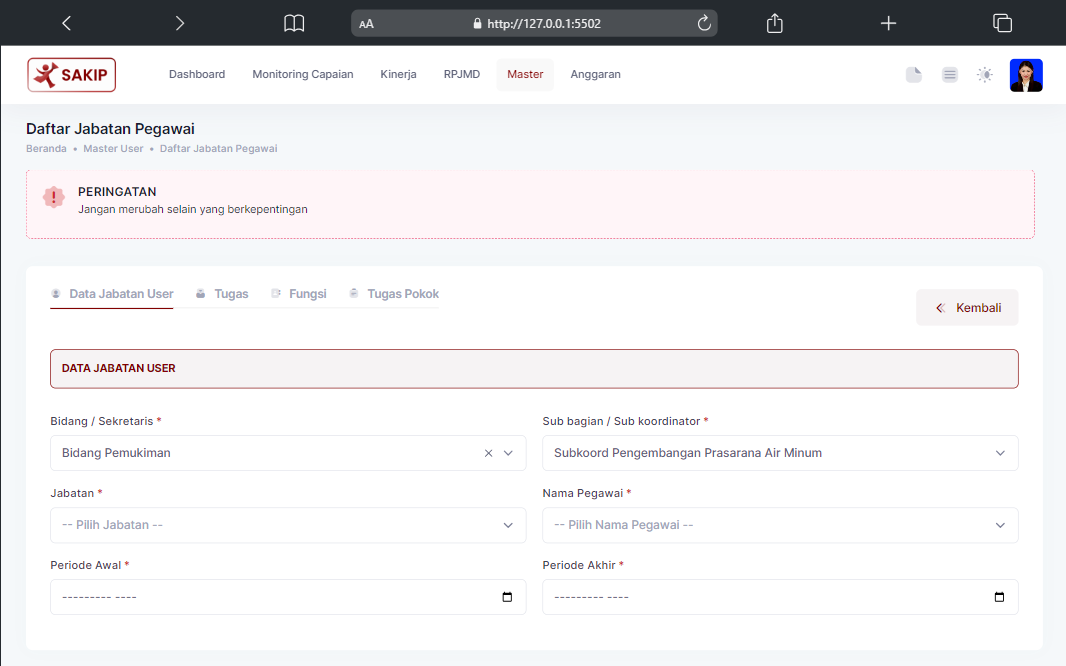 AA http://127.0.0.1:5502
SAKIP Dashboard Monitoring Capaian Kinerja RPJMD Master Anggaran
Daftar Jabatan Pegawai
Beranda • Master User • Daftar Jabatan Pegawai
PERINGATAN
Jangan merubah selain yang berkepentingan
Data Jabatan User Tugas Fungsi Tugas Pokok
Kembali
DATA JABATAN USER
Bidang / Sekretaris * Sub bagian / Sub koordinator *
Bidang Pemukiman Subkoord Pengembangan Prasarana Air Minum
Jabatan * Nama Pegawai *
-- Pilih Jabatan -- -- Pilih Nama Pegawai --
Periode Awal * Periode Akhir *
--------- ---- --------- ----